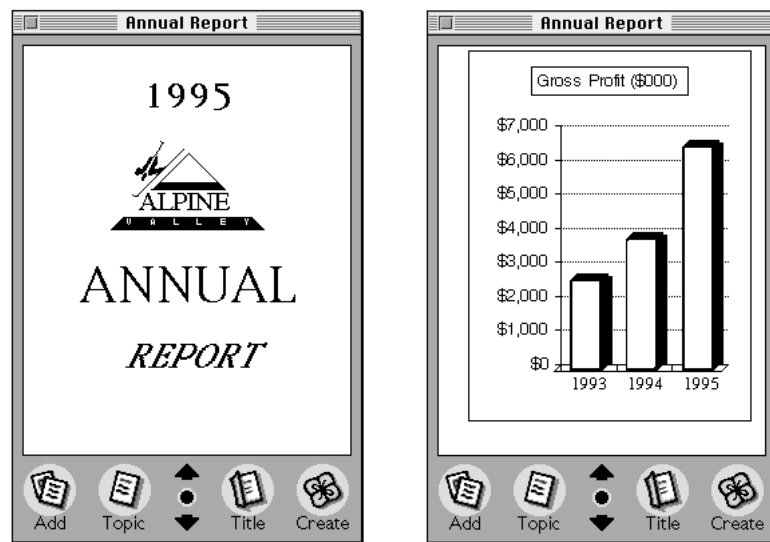 Annual Report
1995
ALPINE
VALLEY
ANNUAL
REPORT
Add Topic Title Create
Annual Report
Gross Profit ($000)
$7,000
$6,000
$5,000
$4,000
$3,000
$2,000
$1,000
$0
1993 1994 1995
Add Topic Title Create